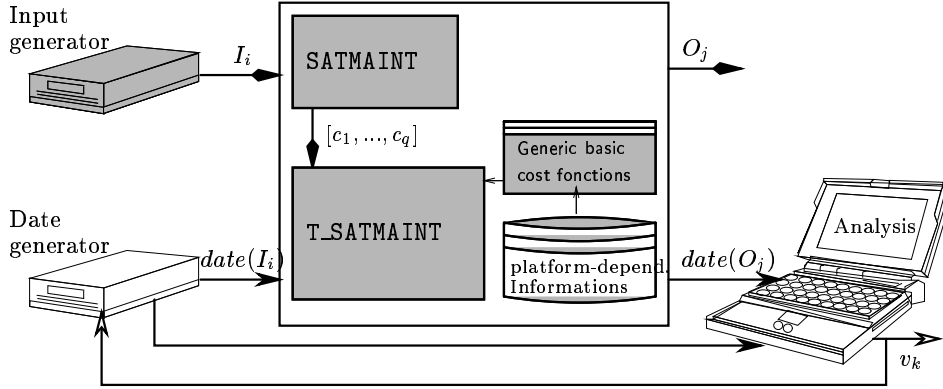 Input
generator
I_i
SATMAINT
O_j
[c_1, ..., c_q]
Generic basic
cost fonctions
T_SATMAINT
Date
generator
date(I_i)
platform-depend.
Informations
date(O_j)
Analysis
v_k